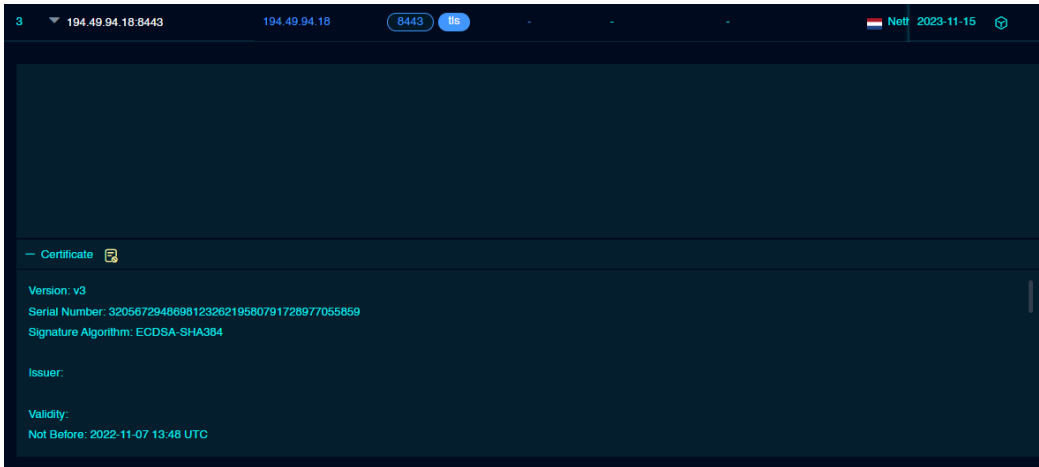 3 194.49.94.18:8443 194.49.94.18 8443 tls - - - Neth 2023-11-15
— Certificate
Version: v3
Serial Number: 320567294869812326219580791728977055859
Signature Algorithm: ECDSA-SHA384
Issuer:
Validity:
Not Before: 2022-11-07 13:48 UTC